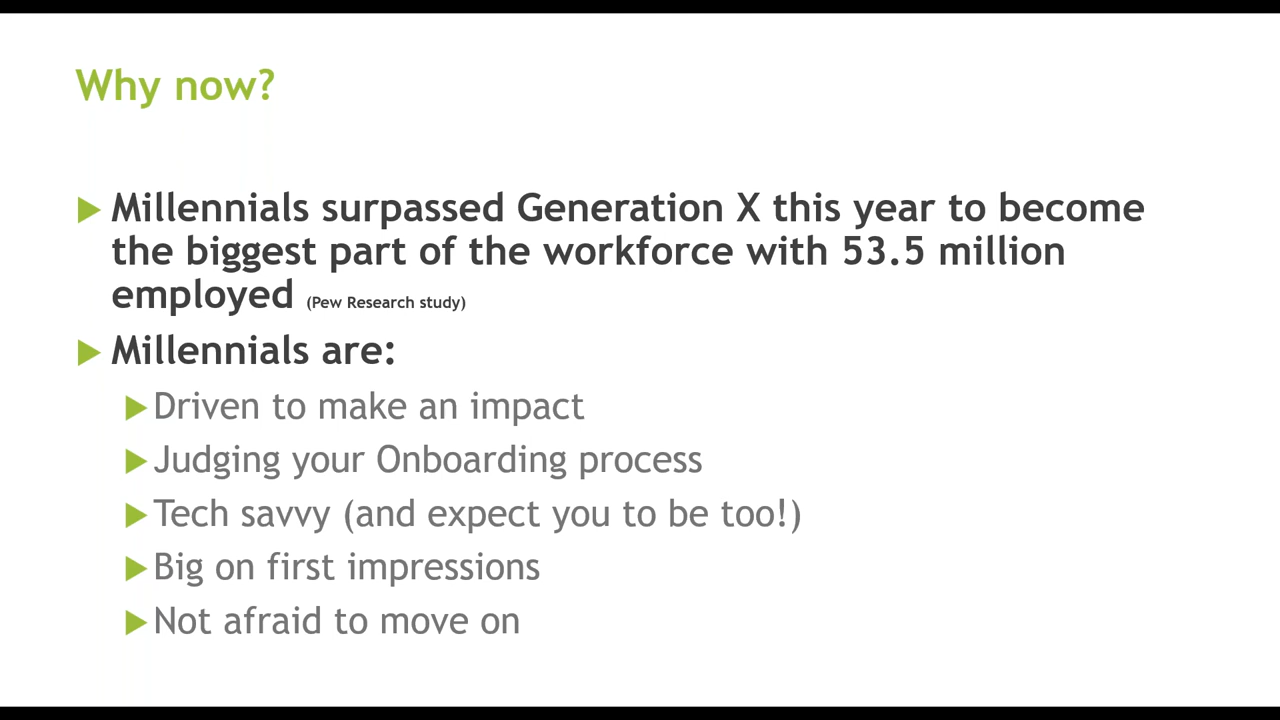 Why now?
Millennials surpassed Generation X this year to become
the biggest part of the workforce with 53.5 million
employed (Pew Research study)
Millennials are:
Driven to make an impact
Judging your Onboarding process
Tech savvy (and expect you to be too!)
Big on first impressions
Not afraid to move on